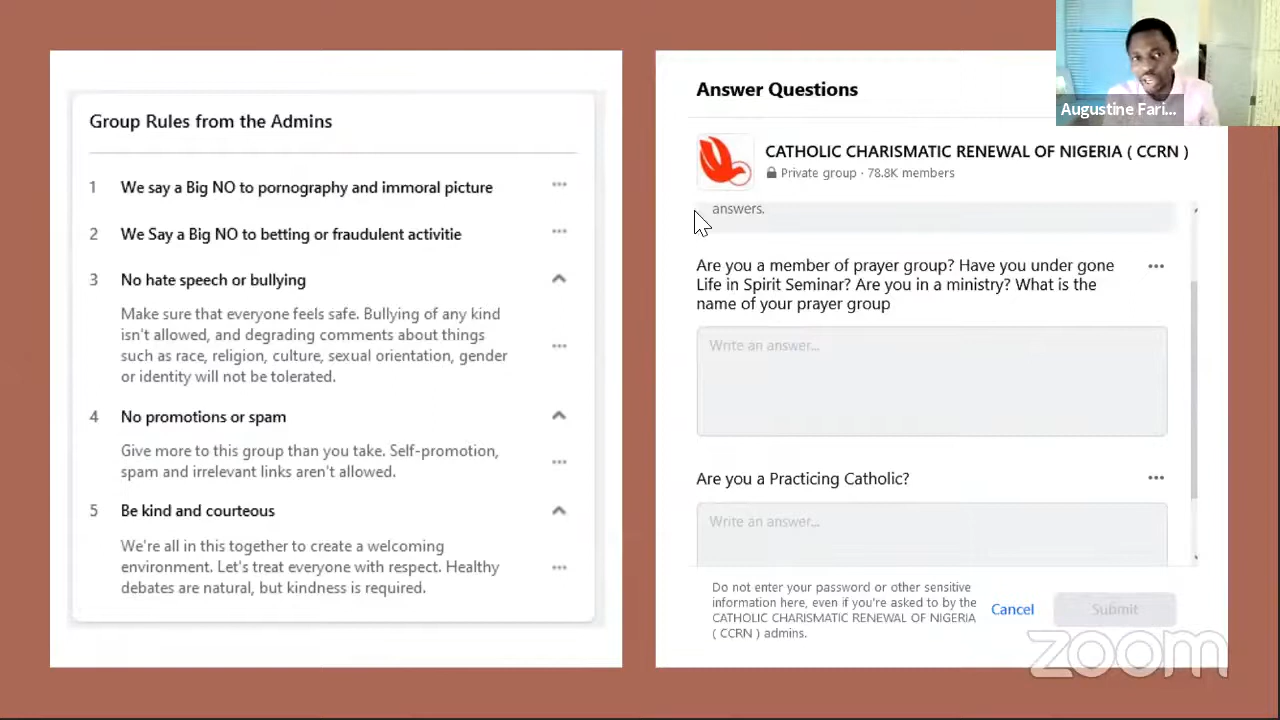 Group Rules from the Admins
1 We say a Big NO to pornography and immoral picture
2 We Say a Big NO to betting or fraudulent activitie
3 No hate speech or bullying
Make sure that everyone feels safe. Bullying of any kind
isn't allowed, and degrading comments about things
such as race, religion, culture, sexual orientation, gender
or identity will not be tolerated.
4 No promotions or spam
Give more to this group than you take. Self-promotion,
spam and irrelevant links aren't allowed.
5 Be kind and courteous
We're all in this together to create a welcoming
environment. Let's treat everyone with respect. Healthy
debates are natural, but kindness is required.
Answer Questions
CATHOLIC CHARISMATIC RENEWAL OF NIGERIA ( CCRN )
Private group · 78.8K members
answers.
Are you a member of prayer group? Have you under gone
Life in Spirit Seminar? Are you in a ministry? What is the
name of your prayer group
Write an answer...
Are you a Practicing Catholic?
Write an answer...
Do not enter your password or other sensitive
information here, even if you're asked to by the
CATHOLIC CHARISMATIC RENEWAL OF NIGERIA
( CCRN ) admins.
Cancel
Submit
Augustine Fari...
zoom